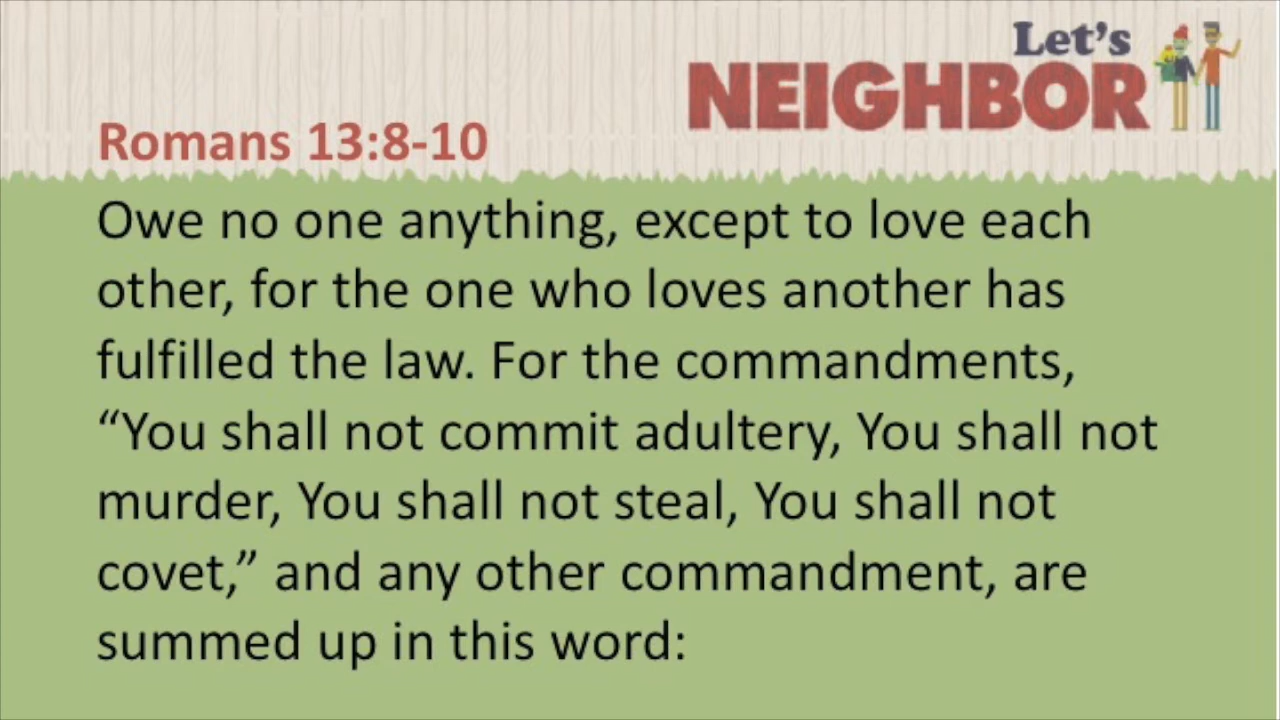 Let's
NEIGHBOR
Romans 13:8-10
Owe no one anything, except to love each
other, for the one who loves another has
fulfilled the law. For the commandments,
“You shall not commit adultery, You shall not
murder, You shall not steal, You shall not
covet,” and any other commandment, are
summed up in this word: